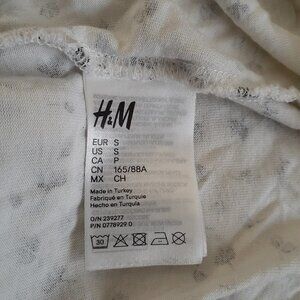 H&M
EUR S
US S
CA P
CN 165/88A
MX CH
Made in Turkey
Fabriqué en Turquie
Hecho en Turquía
O/N 239277
P/N 0778929 0
30